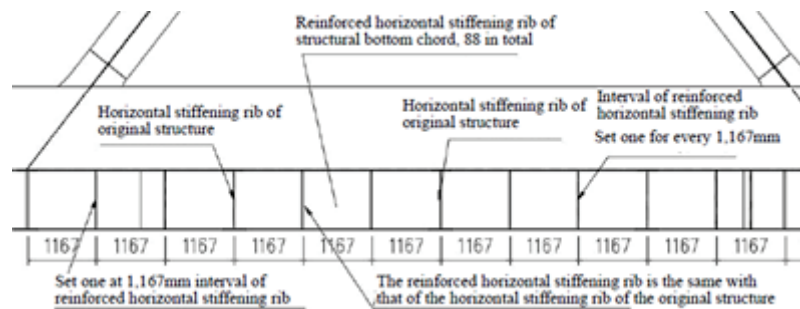 Reinforced horizontal stiffening rib of
structural bottom chord, 88 in total
Horizontal stiffening rib of
original structure
Horizontal stiffening rib of
original structure
Interval of reinforced
horizontal stiffening rib
Set one for every 1,167mm
1167 1167 1167 1167 1167 1167 1167 1167 1167 1167 1167
Set one at 1,167mm interval of
reinforced horizontal stiffening rib
The reinforced horizontal stiffening rib is the same with
that of the horizontal stiffening rib of the original structure